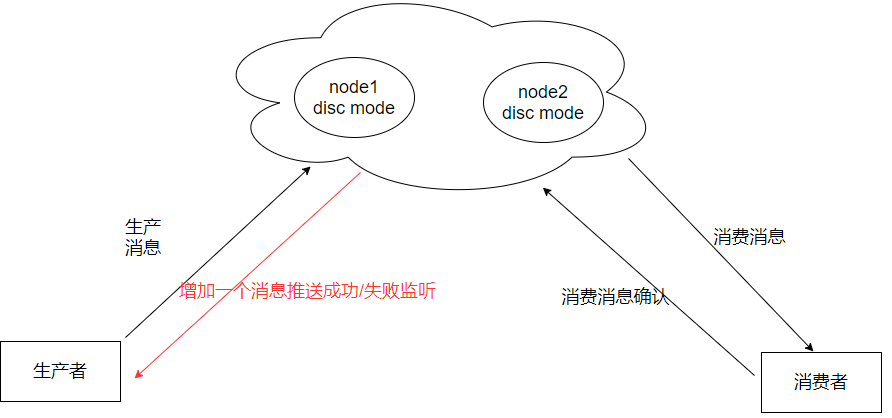 node1
disc mode
node2
disc mode
生产
消息
消费消息
增加一个消息推送成功/失败监听
消费消息确认
生产者
消费者